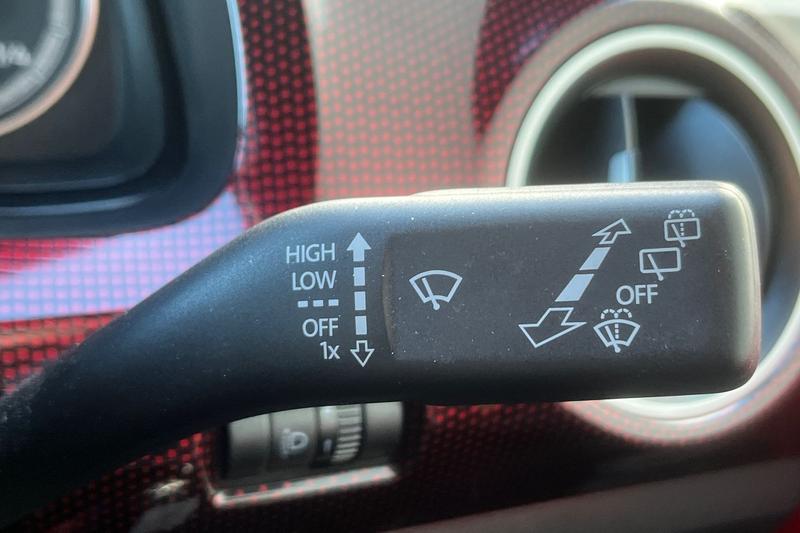 HIGH
LOW
---
OFF
1x
OFF